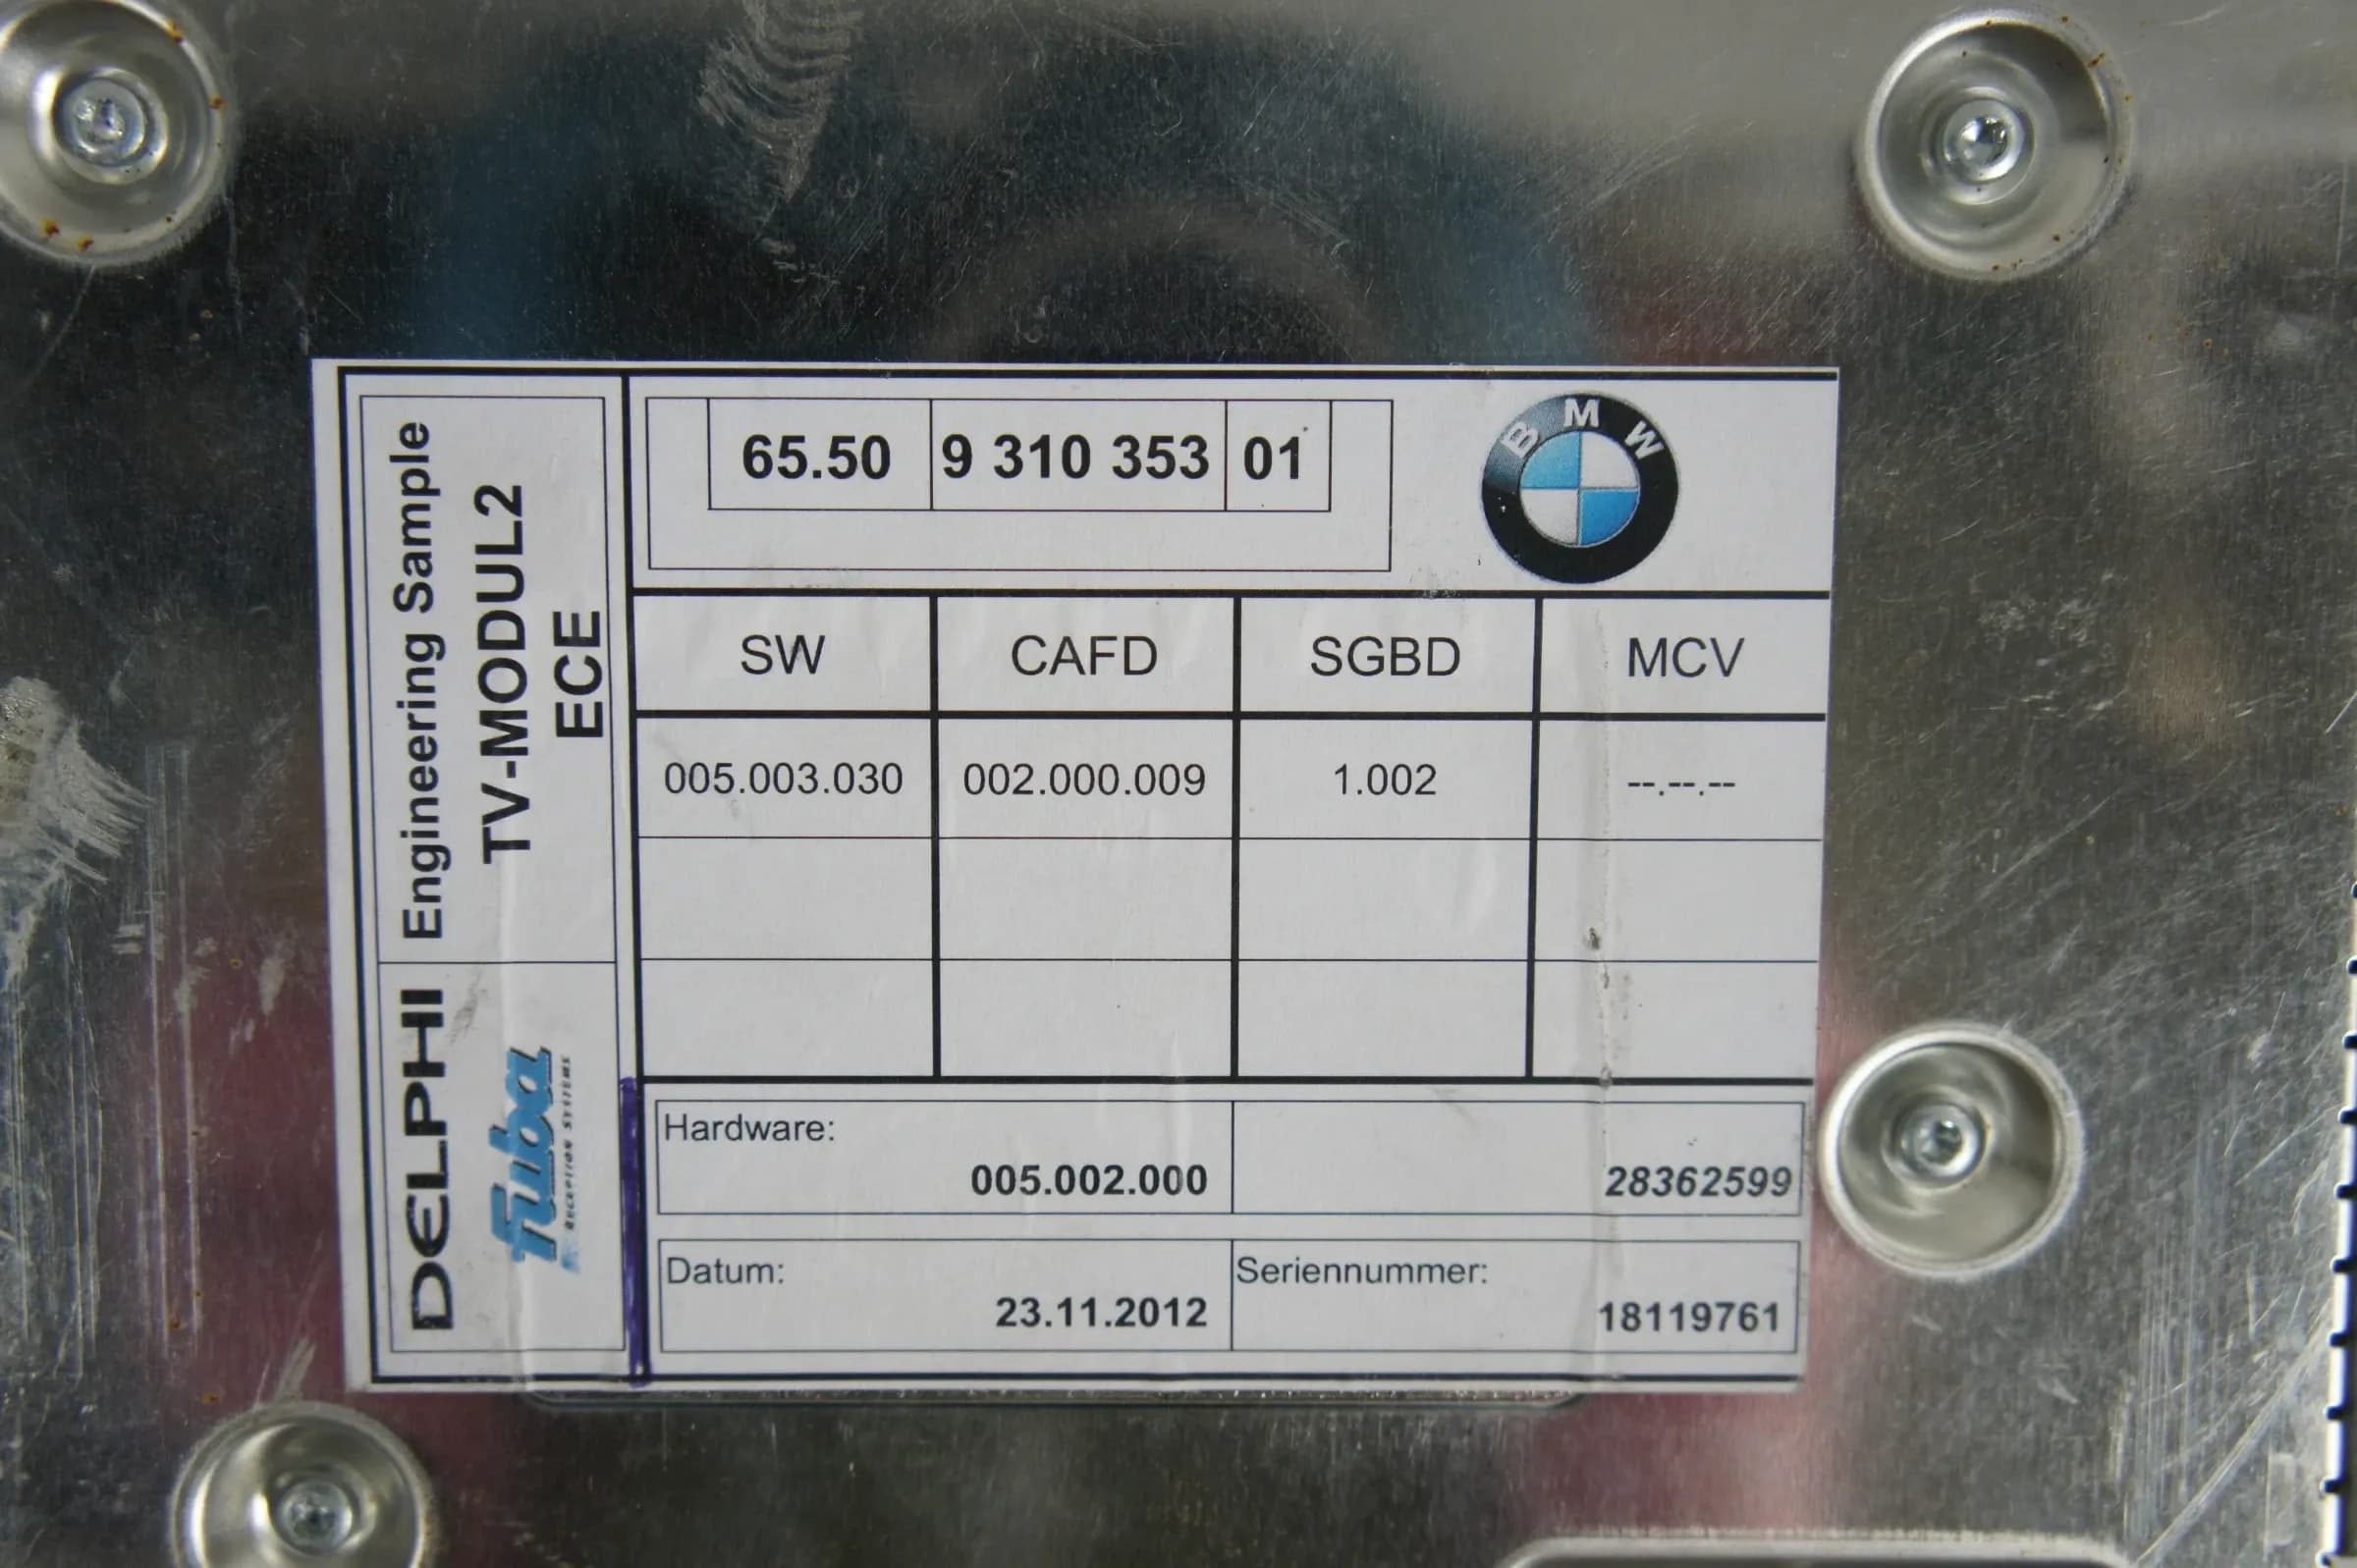 Engineering Sample
TV-MODUL2
ECE
DELPHI
Fuba
RECEPTION SYSTEMS
65.50 9 310 353 01
BMW
SW CAFD SGBD MCV
005.003.030 002.000.009 1.002 --.--.--
Hardware:
005.002.000 28362599
Datum: Seriennummer:
23.11.2012 18119761